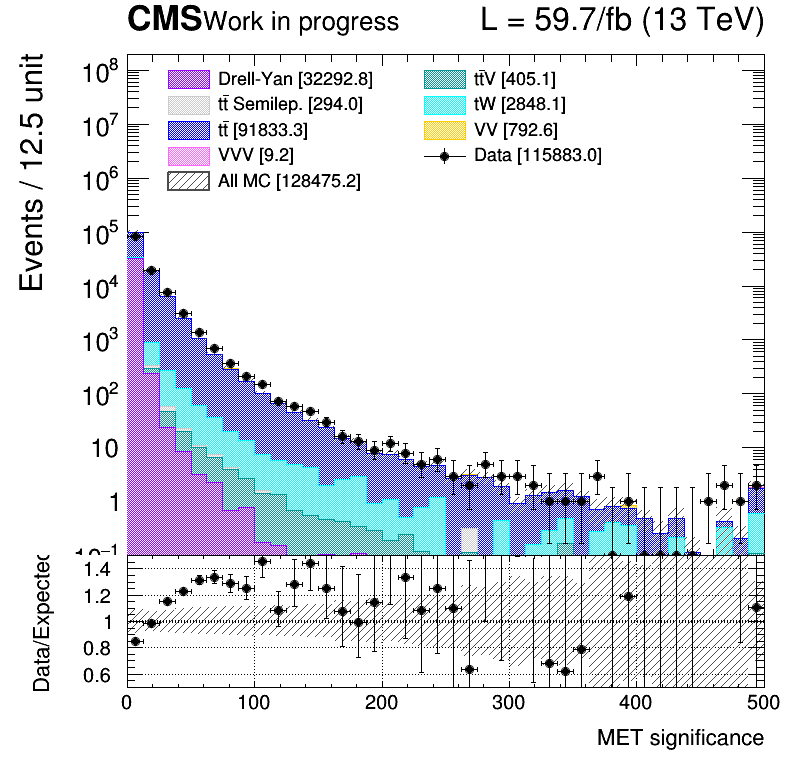 CMS Work in progress L = 59.7/fb (13 TeV)
Events / 12.5 unit
Drell-Yan [32292.8] tt̄V [405.1]
tt̄ Semilep. [294.0] tW [2848.1]
tt̄ [91833.3] VV [792.6]
VVV [9.2] Data [115883.0]
All MC [128475.2]
10⁸
10⁷
10⁶
10⁵
10⁴
10³
10²
10
1
10⁻¹
Data/Expected
1.4
1.2
1
0.8
0.6
0 100 200 300 400 500
MET significance